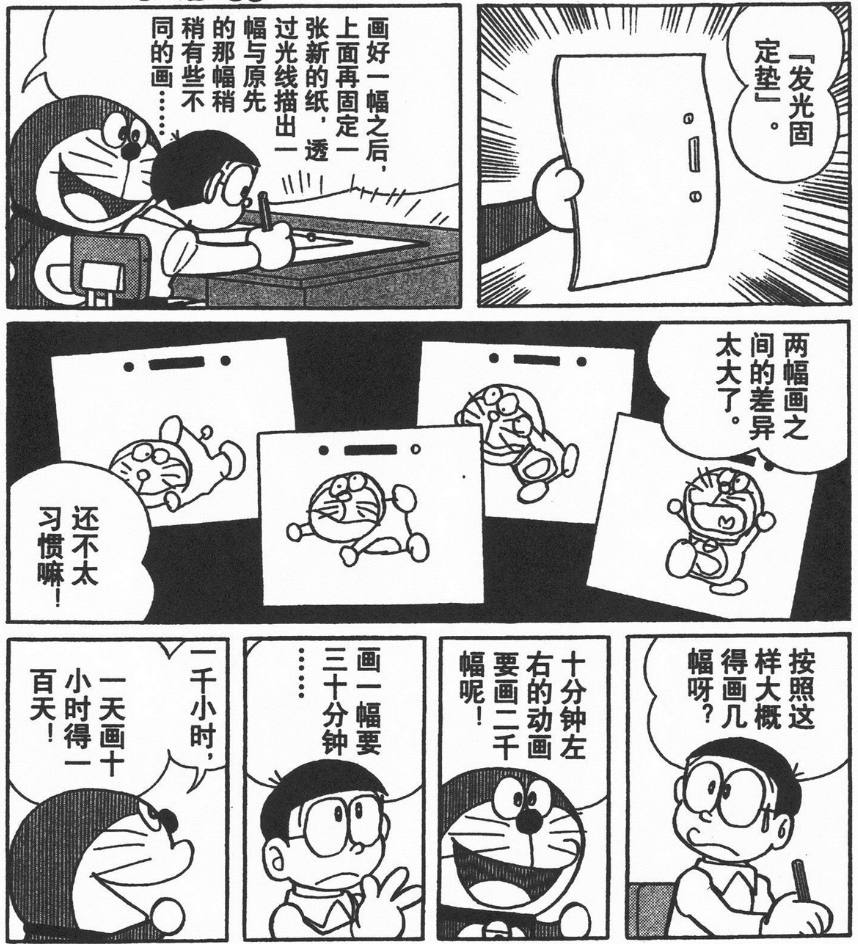 『发光固
定垫』。
画好一幅之后，
上面再固定一
张新的纸，透
过光线描出一
幅与原先
的那幅稍
稍有些不
同的画……
两幅画之
间的差异
太大了。
还不太
习惯嘛！
按照这
样大概
得画几
幅呀？
十分钟左
右的动画
要画二千
幅呢！
画一幅要
三十分钟
……
一千小时，
一天画十
小时得一
百天！